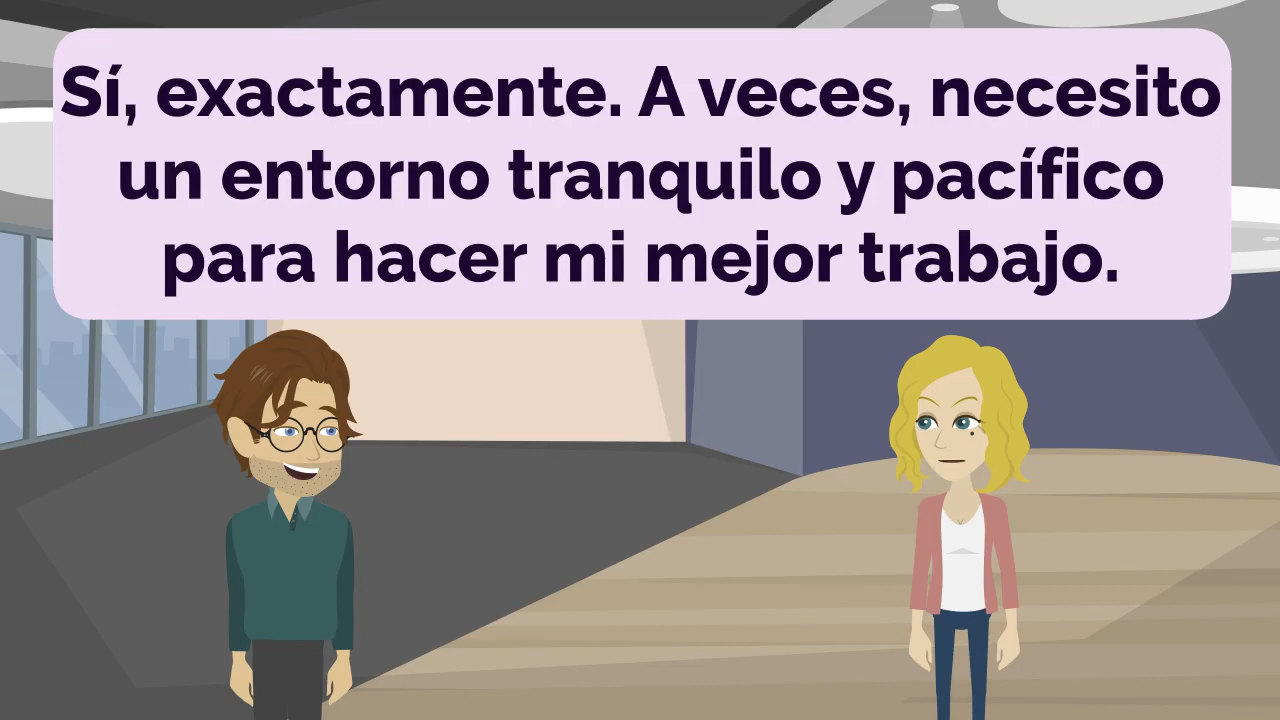 Sí, exactamente. A veces, necesito
un entorno tranquilo y pacífico
para hacer mi mejor trabajo.